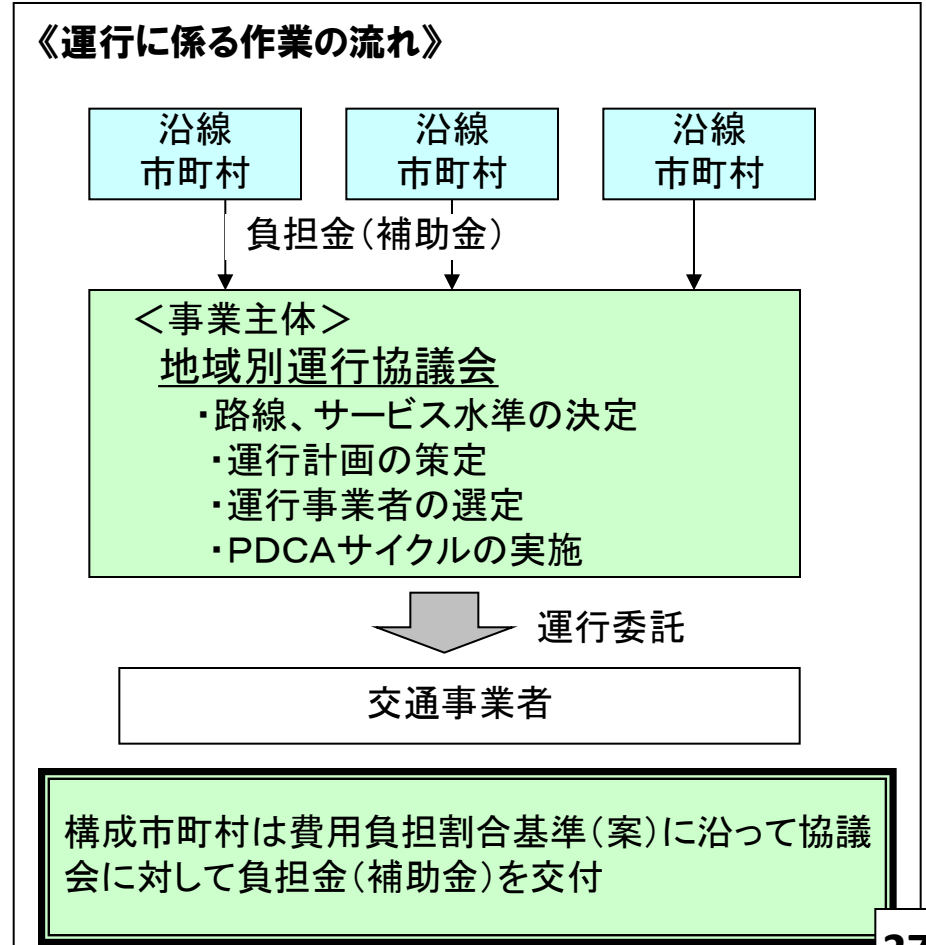 《運行に係る作業の流れ》
沿線
市町村
沿線
市町村
沿線
市町村
負担金(補助金)
＜事業主体＞
地域別運行協議会
・路線、サービス水準の決定
・運行計画の策定
・運行事業者の選定
・PDCAサイクルの実施
運行委託
交通事業者
構成市町村は費用負担割合基準(案)に沿って協議
会に対して負担金(補助金)を交付